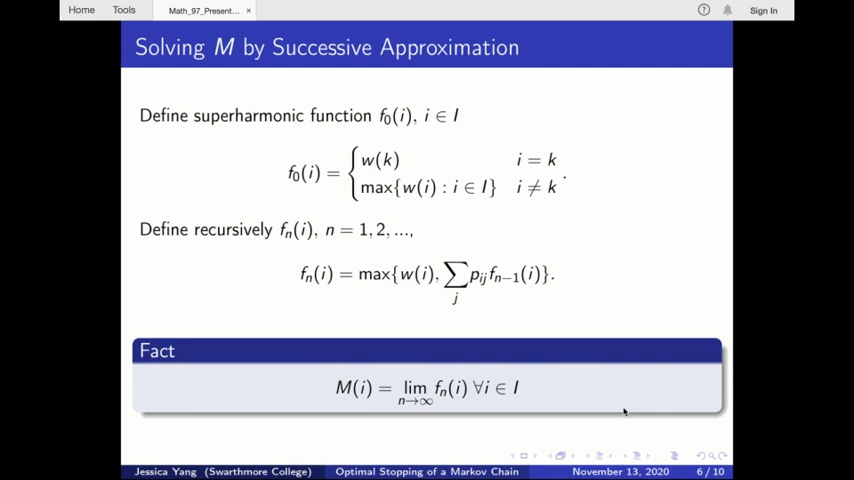 Home Tools Math_97_Present... × Sign In
Solving M by Successive Approximation
Define superharmonic function f₀(i), i ∈ I
f₀(i) = { w(k) i = k
max{w(i) : i ∈ I} i ≠ k .
Define recursively fₙ(i), n = 1, 2, ...,
fₙ(i) = max{w(i), ∑ⱼ pᵢⱼfₙ₋₁(i)}.
Fact
M(i) = lim n→∞ fₙ(i) ∀i ∈ I
Jessica Yang (Swarthmore College) Optimal Stopping of a Markov Chain November 13, 2020 6 / 10